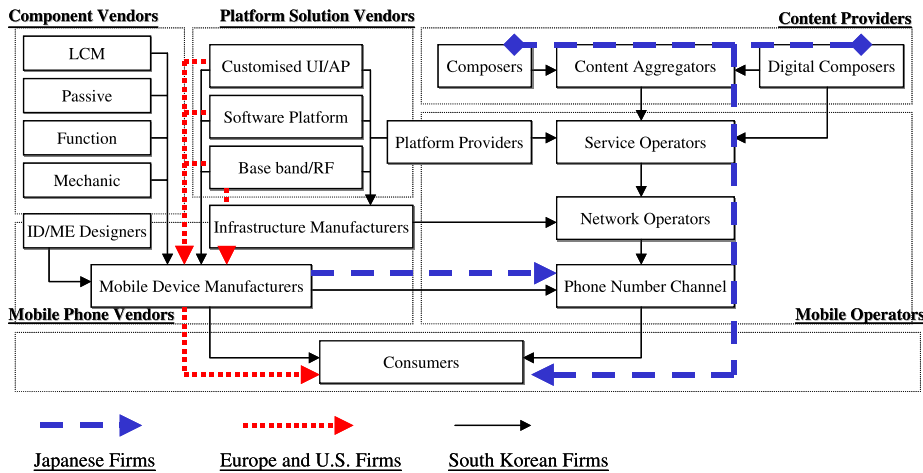 Component Vendors
Platform Solution Vendors
Content Providers
LCM
Passive
Function
Mechanic
Customised UI/AP
Software Platform
Base band/RF
Composers
Content Aggregators
Digital Composers
Platform Providers
Service Operators
ID/ME Designers
Infrastructure Manufacturers
Network Operators
Mobile Device Manufacturers
Phone Number Channel
Mobile Phone Vendors
Mobile Operators
Consumers
Japanese Firms
Europe and U.S. Firms
South Korean Firms